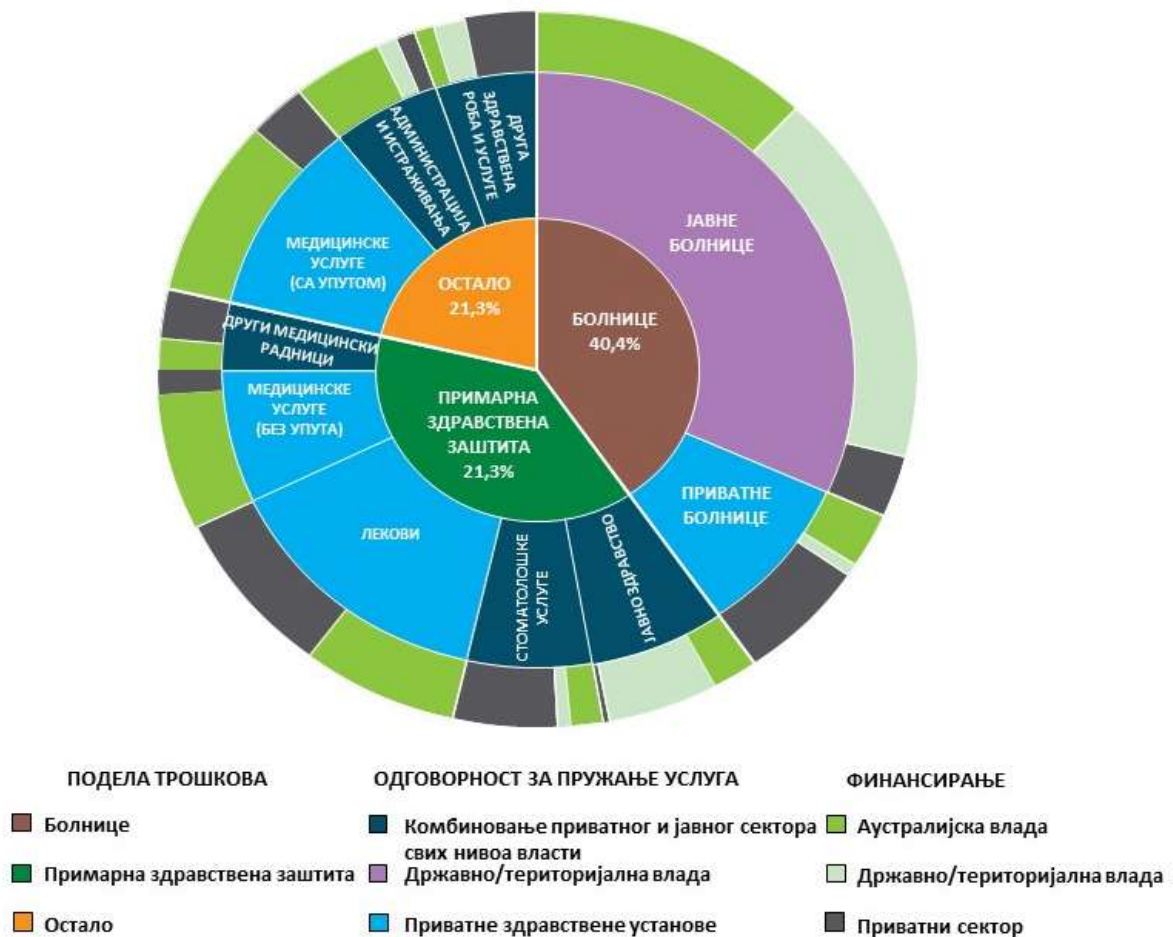 ДРУГА
ЗДРАВСТВЕНА
РОБА И УСЛУГЕ
АДМИНИСТРАЦИЈА
И ИСТРАЖИВАЊА
МЕДИЦИНСКЕ
УСЛУГЕ
(СА УПУТОМ)
ДРУГИ МЕДИЦИНСКИ
РАДНИЦИ
МЕДИЦИНСКЕ
УСЛУГЕ
(БЕЗ УПУТА)
ЛЕКОВИ
СТОМАТОЛОШКЕ
УСЛУГЕ
ЈАВНО ЗДРАВСТВО
ПРИВАТНЕ
БОЛНИЦЕ
ЈАВНЕ
БОЛНИЦЕ
ОСТАЛО
21,3%
БОЛНИЦЕ
40,4%
ПРИМАРНА
ЗДРАВСТВЕНА
ЗАШТИТА
21,3%
ПОДЕЛА ТРОШКОВА
Болнице
Примарна здравствена заштита
Остало
ОДГОВОРНОСТ ЗА ПРУЖАЊЕ УСЛУГА
Комбиновање приватног и јавног сектора
свих нивоа власти
Државно/територијална влада
Приватне здравствене установе
ФИНАНСИРАЊЕ
Аустралијска влада
Државно/територијална влада
Приватни сектор